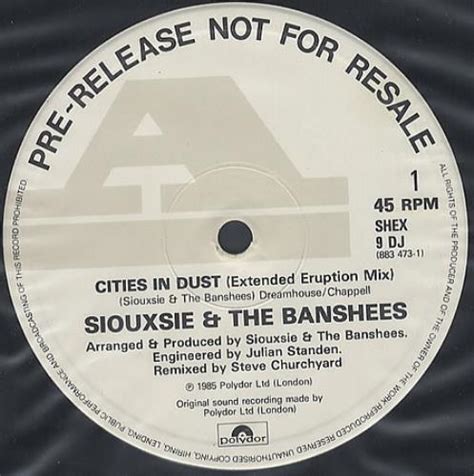 PRE-RELEASE NOT FOR RESALE
A
1
45 RPM
SHEX
9 DJ
(883 473-1)
CITIES IN DUST (Extended Eruption Mix)
(Siouxsie & The Banshees) Dreamhouse/Chappell
SIOUXSIE & THE BANSHEES
Arranged & Produced by Siouxsie & The Banshees.
Engineered by Julian Standen.
Remixed by Steve Churchyard
℗ 1985 Polydor Ltd (London)
Original sound recording made by
Polydor Ltd (London)
polydor
ALL RIGHTS OF THE PRODUCER AND OF THE OWNER OF THE WORK REPRODUCED RESERVED UNAUTHORISED COPYING, HIRING, LENDING, PUBLIC PERFORMANCE AND BROADCASTING OF THIS RECORD PROHIBITED.